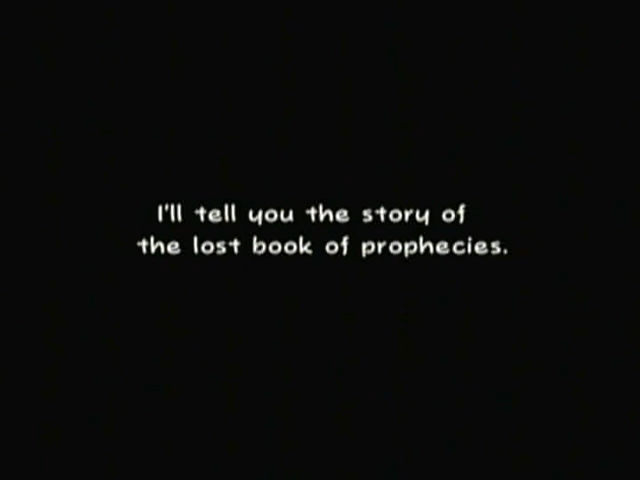 I'll tell you the story of
the lost book of prophecies.